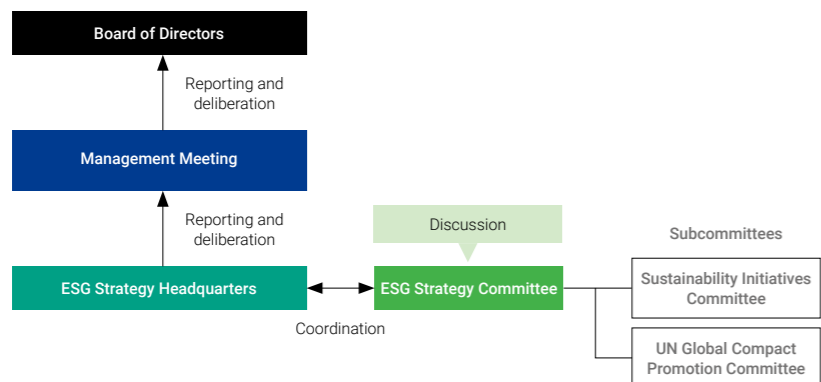 Board of Directors
Reporting and
deliberation
Management Meeting
Reporting and
deliberation
Discussion
Subcommittees
ESG Strategy Headquarters
ESG Strategy Committee
Sustainability Initiatives
Committee
Coordination
UN Global Compact
Promotion Committee